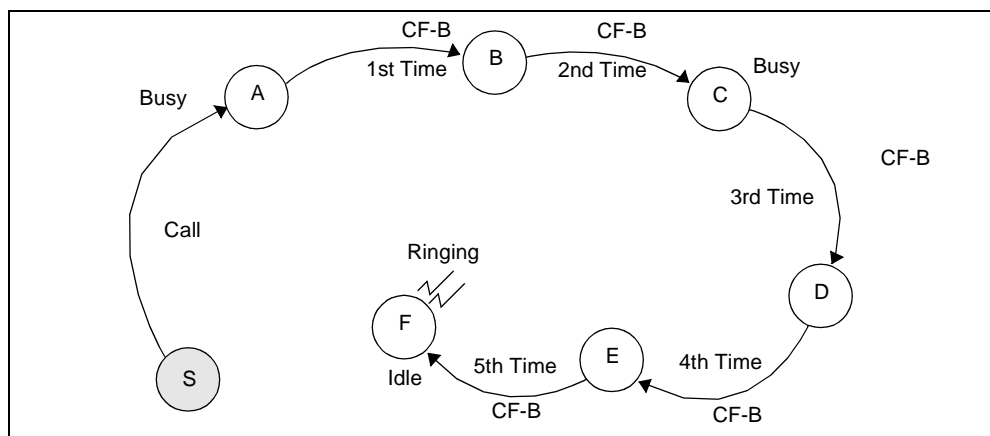 CF-B
CF-B
1st Time
B
2nd Time
Busy
A
C
Busy
CF-B
3rd Time
Call
Ringing
D
F
E
4th Time
5th Time
S
Idle
CF-B
CF-B